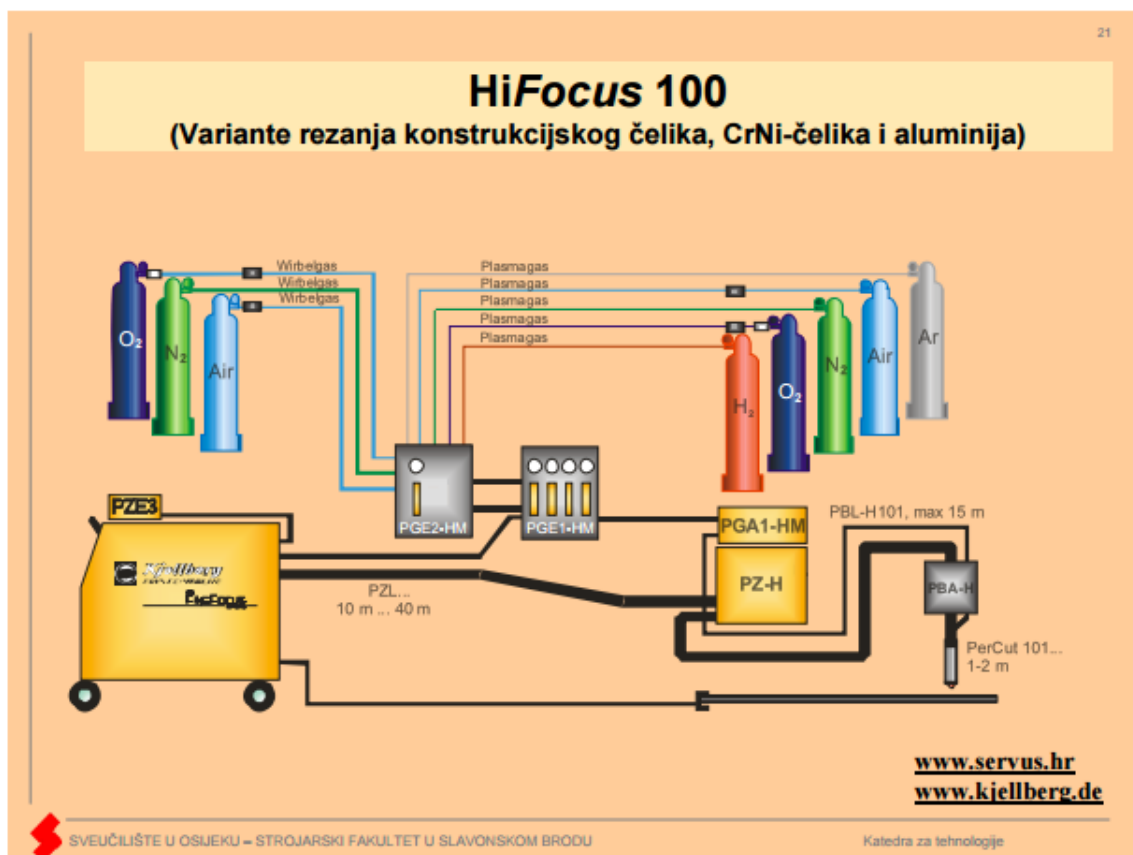 21
HiFocus 100
(Variante rezanja konstrukcijskog čelika, CrNi-čelika i aluminija)
Wirbelgas
Wirbelgas
Wirbelgas
Plasmagas
Plasmagas
Plasmagas
Plasmagas
Plasmagas
O₂
N₂
Air
H₂
O₂
N₂
Air
Ar
PGE2-HM
PGE1-HM
PZE3
Kjellberg
PZL...
10 m ... 40 m
PGA1-HM
PZ-H
PBL-H101, max 15 m
PBA-H
PerCut 101...
1-2 m
www.servus.hr
www.kjellberg.de
SVEUČILIŠTE U OSIJEKU – STROJARSKI FAKULTET U SLAVONSKOM BRODU
Katedra za tehnologije